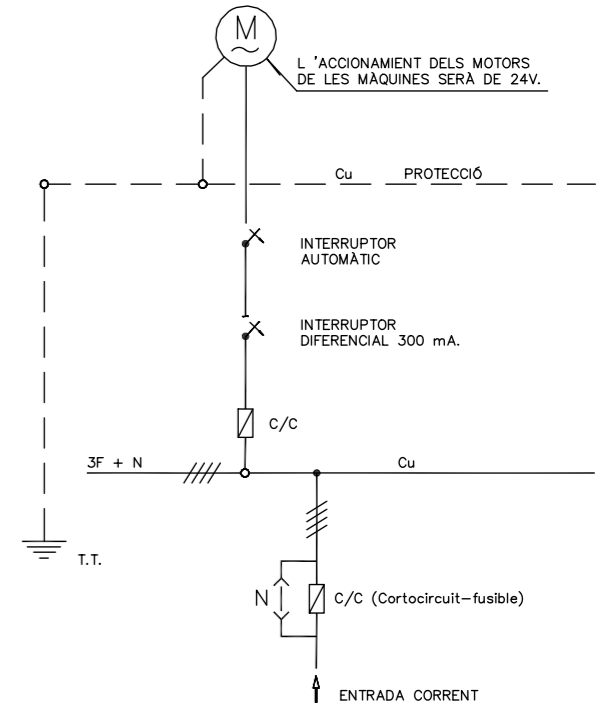 M
L 'ACCIONAMIENT DELS MOTORS
DE LES MÀQUINES SERÀ DE 24V.
Cu PROTECCIÓ
INTERRUPTOR
AUTOMÀTIC
INTERRUPTOR
DIFERENCIAL 300 mA.
C/C
3F + N
Cu
T.T.
N
C/C (Cortocircuit-fusible)
ENTRADA CORRENT